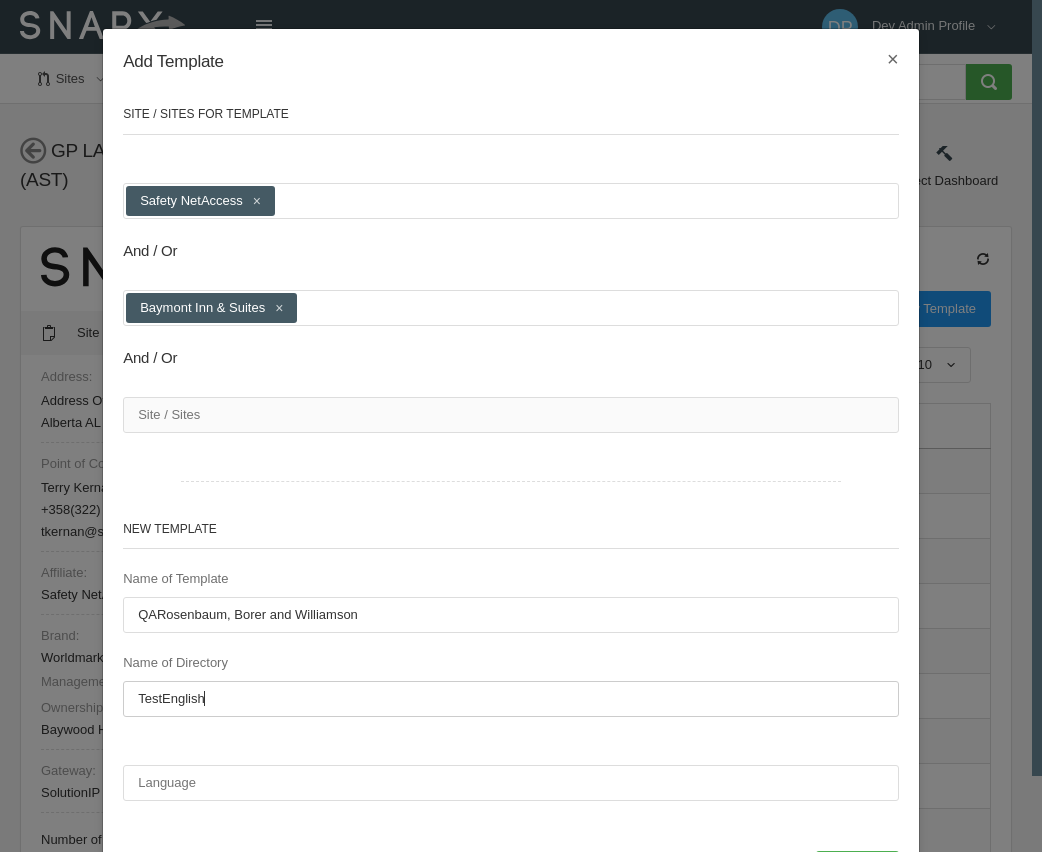 SNAPX
DP
Dev Admin Profile
Add Template
×
Sites
SITE / SITES FOR TEMPLATE
GP LA
(AST)
ect Dashboard
Safety NetAccess ×
And / Or
Baymont Inn & Suites ×
Template
Site
And / Or
10
Address:
Address O
Alberta AL
Site / Sites
Point of Co
Terry Kerna
+358(322)
tkernan@s
NEW TEMPLATE
Affiliate:
Safety Net
Name of Template
QARosenbaum, Borer and Williamson
Brand:
Worldmark
Name of Directory
Manageme
TestEnglish
Ownership
Baywood H
Gateway:
SolutionIP
Language
Number of